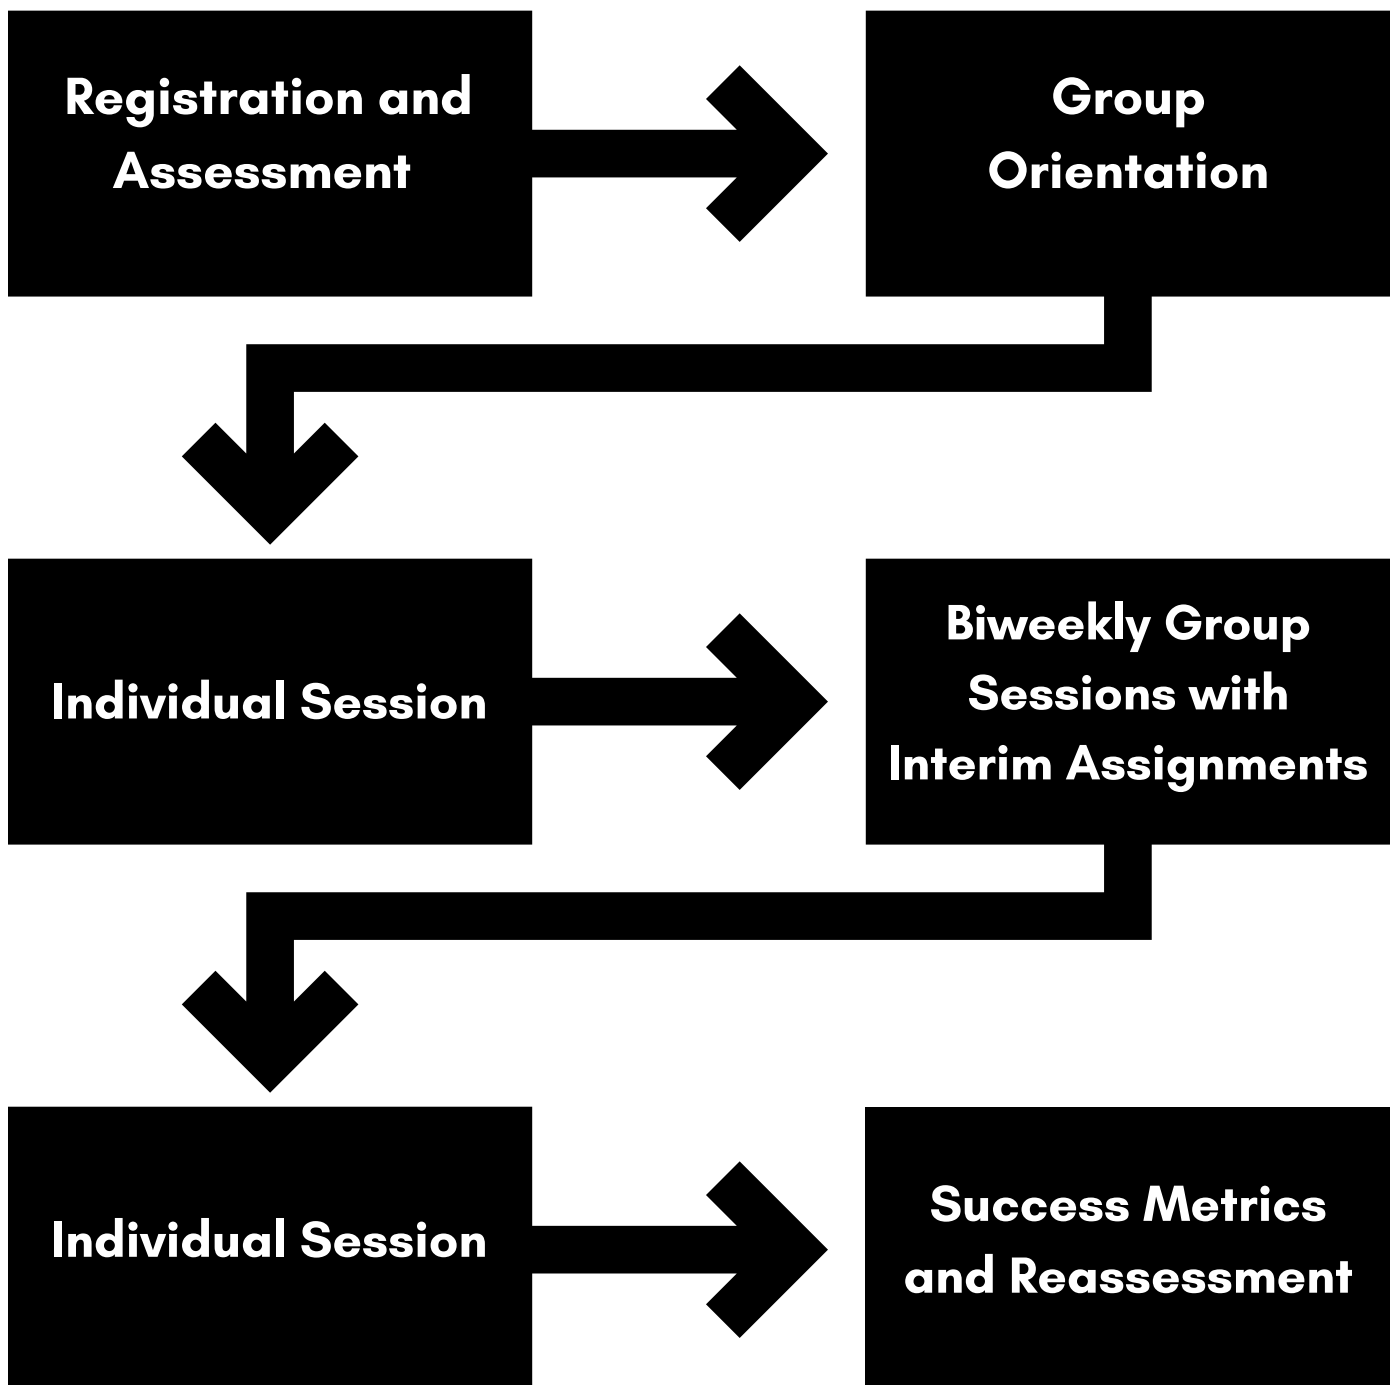 Registration and
Assessment
Group
Orientation
Individual Session
Biweekly Group
Sessions with
Interim Assignments
Individual Session
Success Metrics
and Reassessment